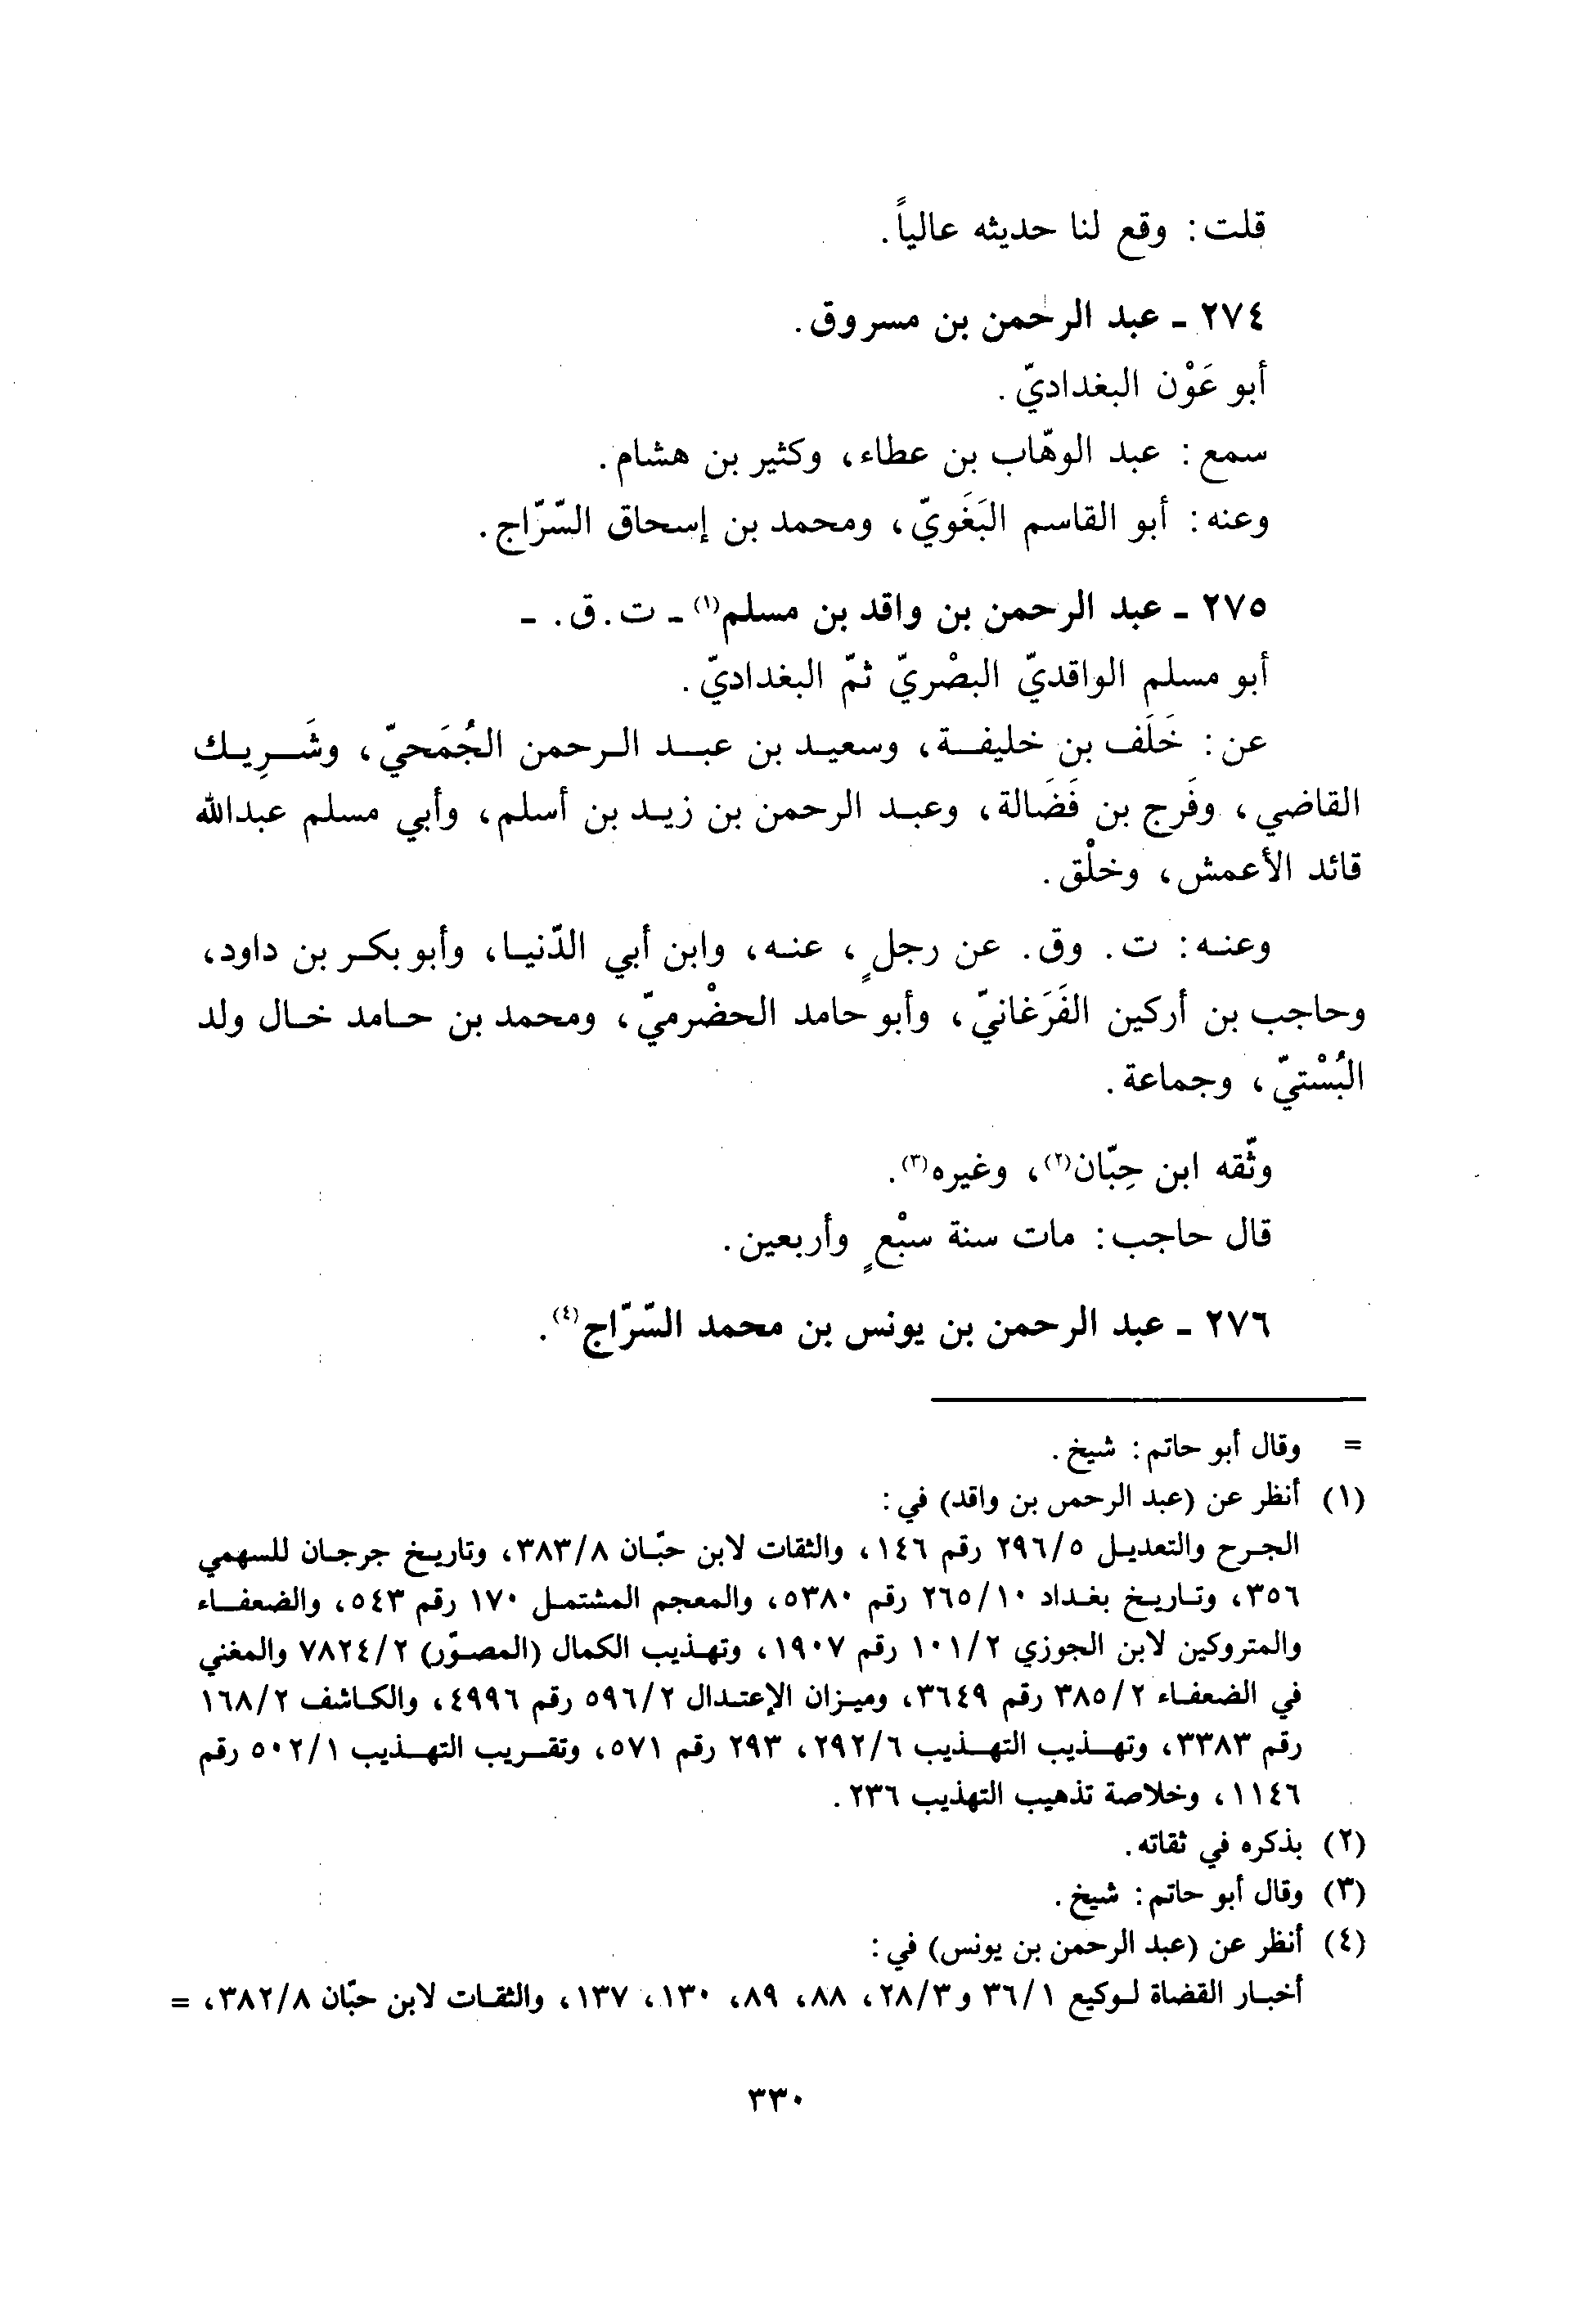 قلت: وقع لنا حديثه عالياً.
٢٧٤ ـ عبد الرحمن بن مسروق.
أبو عَوْن البغداديّ.
سمع: عبد الوهّاب بن عطاء، وكثير بن هشام.
وعنه: أبو القاسم البَغَويّ، ومحمد بن إسحاق السّرّاج.
٢٧٥ ـ عبد الرحمن بن واقد بن مسلم(١) ـ ت.ق. ـ
أبو مسلم الواقديّ البصْريّ ثمّ البغداديّ.
عن: خَلَف بن خليفة، وسعيد بن عبد الرحمن الجُمَحيّ، وشَرِيك
القاضي، وفَرج بن فَضَالة، وعبد الرحمن بن زيد بن أسلم، وأبي مسلم عبدالله
قائد الأعمش، وخلْق.
وعنه: ت. وق. عن رجلٍ، عنه، وابن أبي الدّنيا، وأبو بكر بن داود،
وحاجب بن أركين الفَرَغانيّ، وأبو حامد الحضْرميّ، ومحمد بن حامد خال ولد
البُسْتيّ، وجماعة.
وثّقه ابن حِبّان(٢)، وغيره(٣).
قال حاجب: مات سنة سبْعٍ وأربعين.
٢٧٦ ـ عبد الرحمن بن يونس بن محمد السّرّاج(٤).
= وقال أبو حاتم: شيخ.
(١) أنظر عن (عبد الرحمن بن واقد) في:
الجرح والتعديل ٢٩٦/٥ رقم ١٤٦، والثقات لابن حبّان ٣٨٣/٨، وتاريخ جرجان للسهمي
٣٥٦، وتاريخ بغداد ٢٦٥/١٠ رقم ٥٣٨٠، والمعجم المشتمل ١٧٠ رقم ٥٤٣، والضعفاء
والمتروكين لابن الجوزي ١٠١/٢ رقم ١٩٠٧، وتهذيب الكمال (المصوّر) ٧٨٢٤/٢ والمغني
في الضعفاء ٣٨٥/٢ رقم ٣٦٤٩، وميزان الإعتدال ٥٩٦/٢ رقم ٤٩٩٦، والكاشف ١٦٨/٢
رقم ٣٣٨٣، وتهذيب التهذيب ٢٩٢/٦، ٢٩٣ رقم ٥٧١، وتقريب التهذيب ٥٠٢/١ رقم
١١٤٦، وخلاصة تذهيب التهذيب ٢٣٦.
(٢) بذكره في ثقاته.
(٣) وقال أبو حاتم: شيخ.
(٤) أنظر عن (عبد الرحمن بن يونس) في:
أخبار القضاة لوكيع ٣٦/١ و٢٨/٣، ٨٨، ٨٩، ١٣٠، ١٣٧، والثقات لابن حبّان ٣٨٢/٨، =
٣٣٠